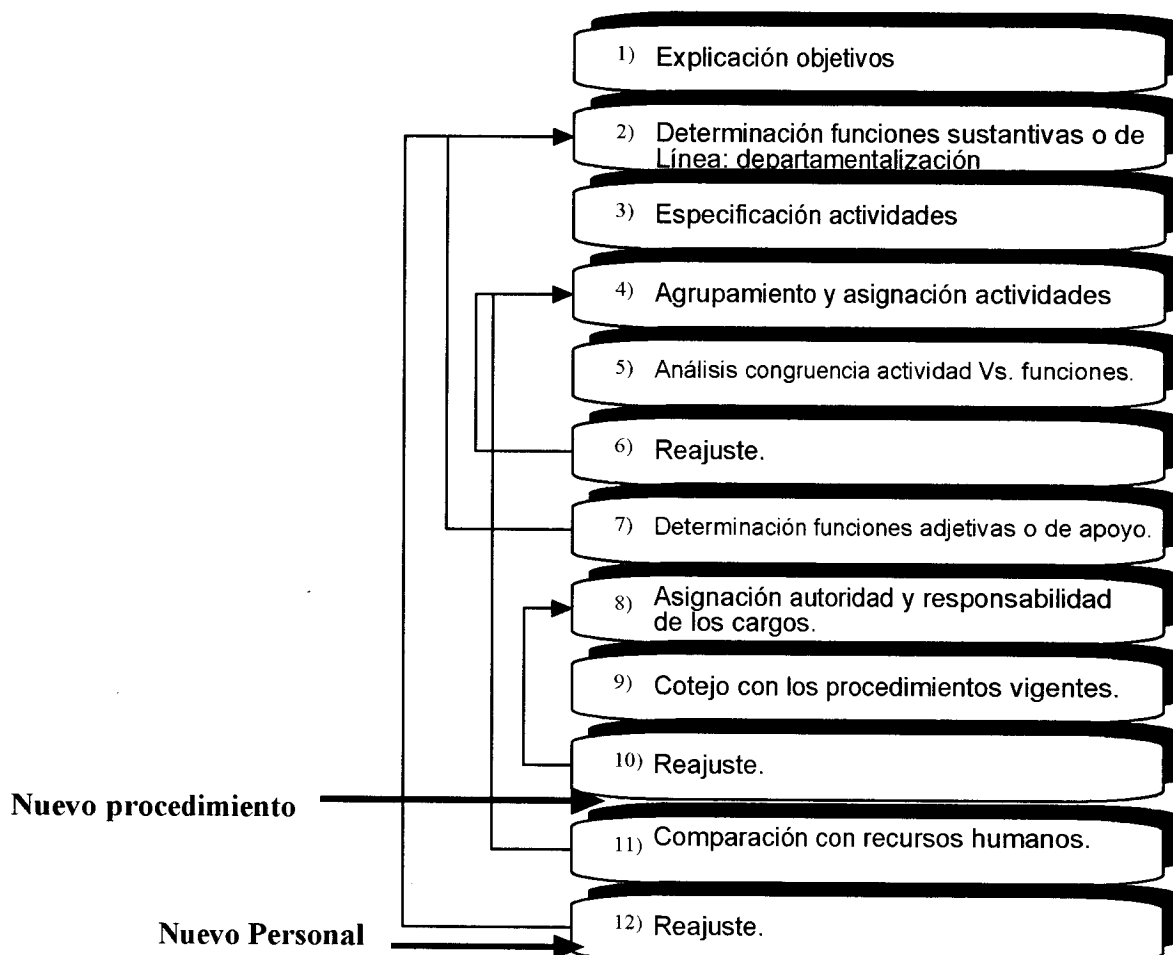 1) Explicación objetivos
2) Determinación funciones sustantivas o de
Línea: departamentalización
3) Especificación actividades
4) Agrupamiento y asignación actividades
5) Análisis congruencia actividad Vs. funciones.
6) Reajuste.
7) Determinación funciones adjetivas o de apoyo.
8) Asignación autoridad y responsabilidad
de los cargos.
9) Cotejo con los procedimientos vigentes.
10) Reajuste.
Nuevo procedimiento
11) Comparación con recursos humanos.
12) Reajuste.
Nuevo Personal